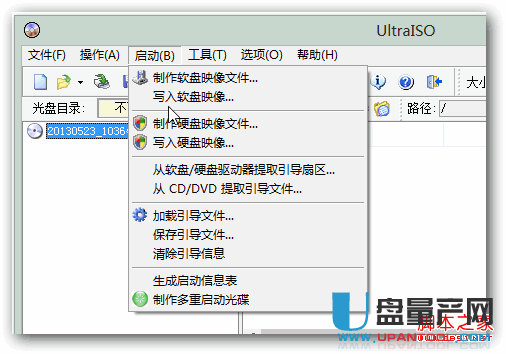 UltraISO
文件(F) 操作(A) 启动(B) 工具(T) 选项(O) 帮助(H)
大小
光盘目录: 不 路径: /
20130523_1036
制作软盘映像文件...
写入软盘映像...
制作硬盘映像文件...
写入硬盘映像...
从软盘/硬盘驱动器提取引导扇区...
从 CD/DVD 提取引导文件...
加载引导文件...
保存引导文件...
清除引导信息
生成启动信息表
制作多重启动光碟
U盘量产网
脚本之家